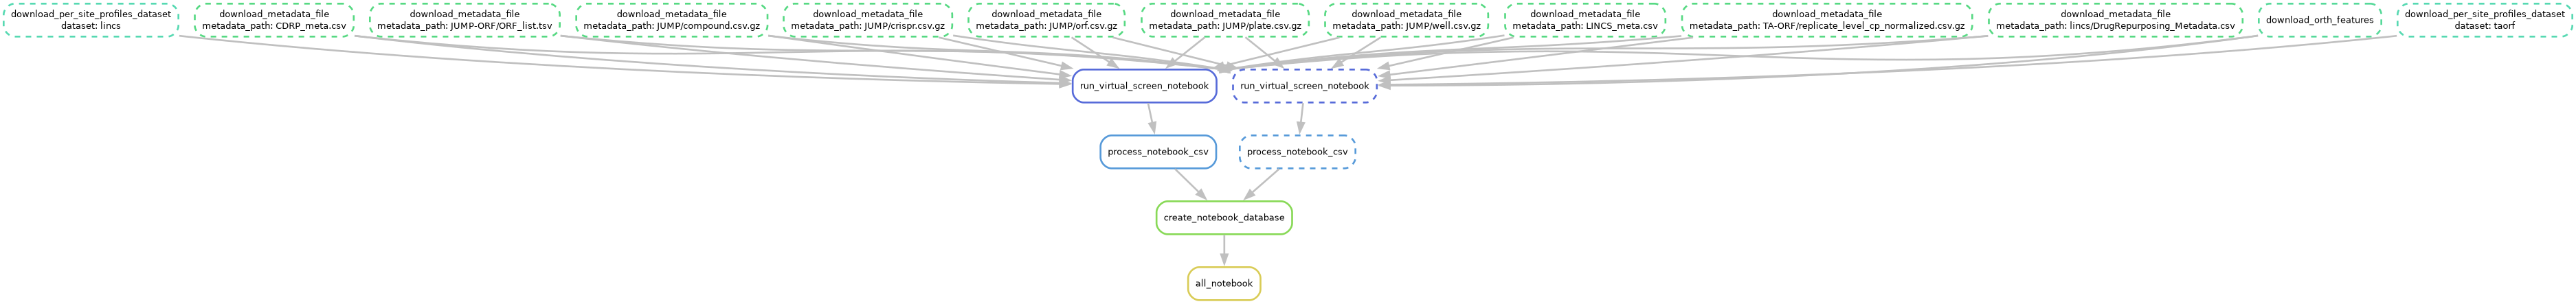 download_per_site_profiles_dataset
dataset: lincs
download_metadata_file
metadata_path: CDRP_meta.csv
download_metadata_file
metadata_path: JUMP-ORF/ORF_list.tsv
download_metadata_file
metadata_path: JUMP/compound.csv.gz
download_metadata_file
metadata_path: JUMP/crispr.csv.gz
download_metadata_file
metadata_path: JUMP/orf.csv.gz
download_metadata_file
metadata_path: JUMP/plate.csv.gz
download_metadata_file
metadata_path: JUMP/well.csv.gz
download_metadata_file
metadata_path: LINCS_meta.csv
download_metadata_file
metadata_path: TA-ORF/replicate_level_cp_normalized.csv.gz
download_metadata_file
metadata_path: lincs/DrugRepurposing_Metadata.csv
download_orth_features
download_per_site_profiles_dataset
dataset: taorf
run_virtual_screen_notebook
run_virtual_screen_notebook
process_notebook_csv
process_notebook_csv
create_notebook_database
all_notebook